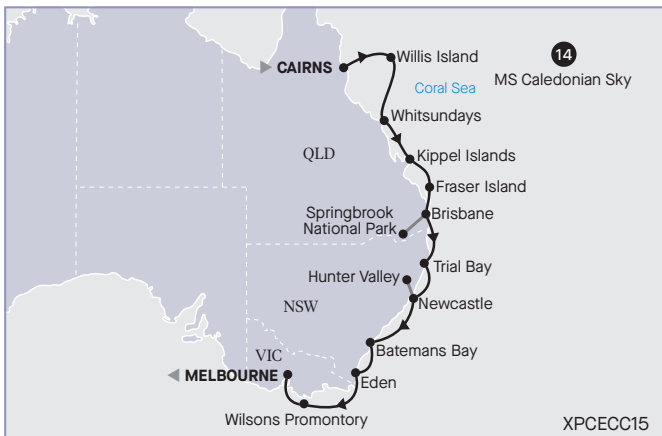 Willis Island
14
CAIRNS
MS Caledonian Sky
Coral Sea
Whitsundays
QLD
Kippel Islands
Fraser Island
Springbrook
National Park
Brisbane
Trial Bay
Hunter Valley
NSW
Newcastle
Batemans Bay
VIC
MELBOURNE
Eden
Wilsons Promontory
XPCECC15